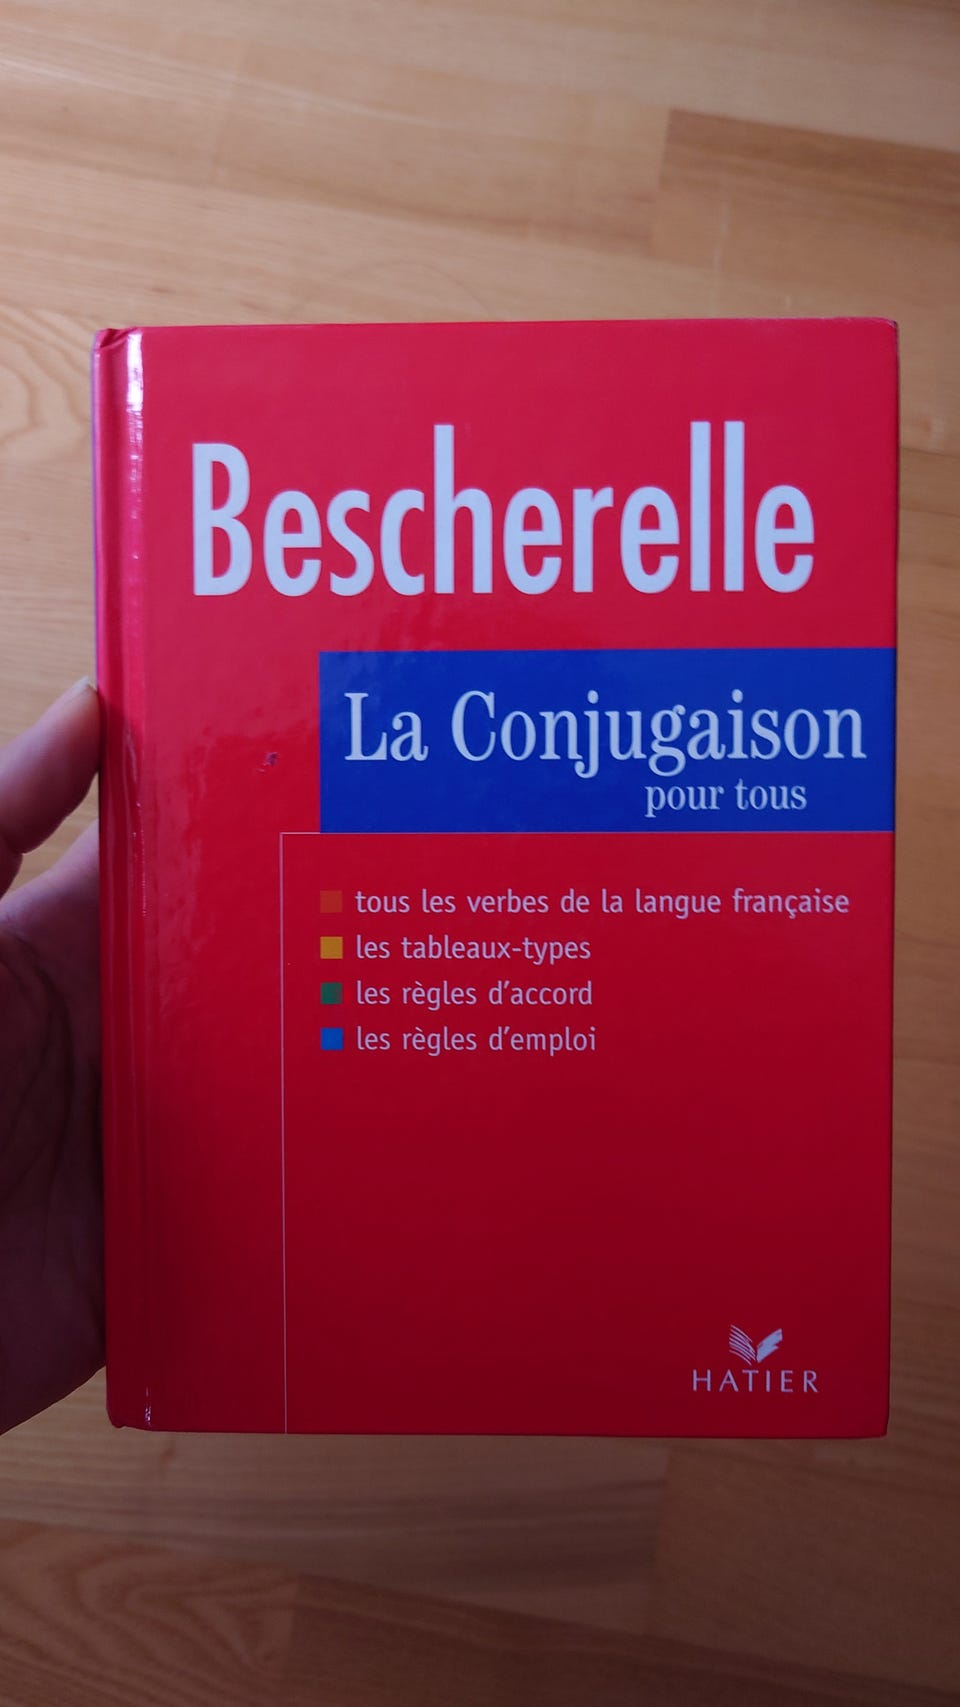 Bescherelle
La Conjugaison
pour tous
tous les verbes de la langue française
les tableaux-types
les règles d'accord
les règles d'emploi
HATIER